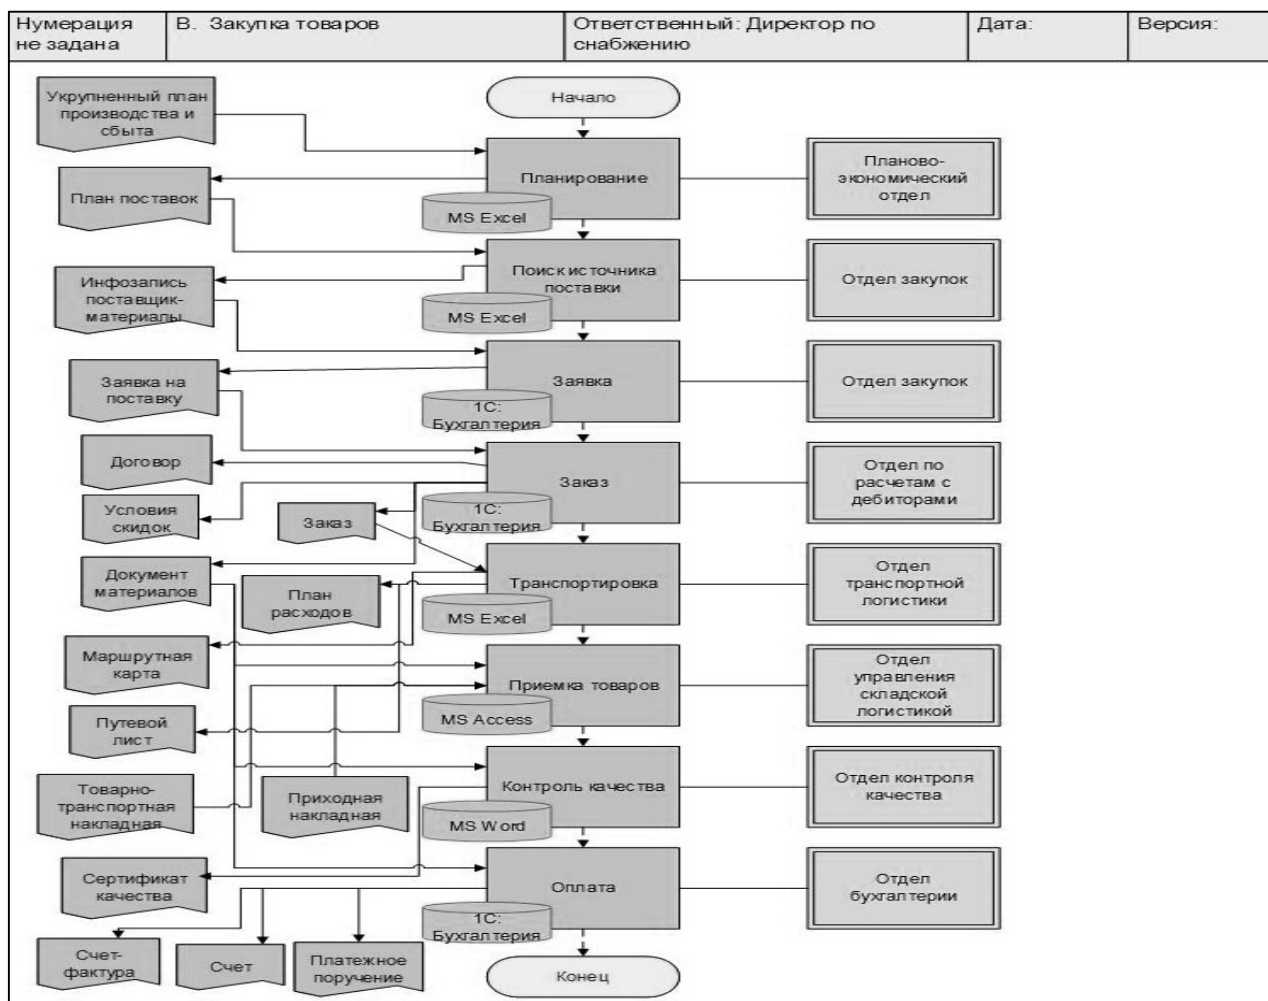 Нумерация
не задана
В. Закупка товаров
Ответственный: Директор по
снабжению
Дата:
Версия:
Укрупненный план
производства и
сбыта
Начало
Планирование
MS Excel
Планово-
экономический
отдел
План поставок
Поиск источника
поставки
MS Excel
Отдел закупок
Инфозапись
поставщик-
материалы
Заявка
1С:
Бухгалтерия
Отдел закупок
Заявка на
поставку
Договор
Заказ
1С:
Бухгалтерия
Отдел по
расчетам с
дебиторами
Условия
скидок
Заказ
Документ
материалов
План
расходов
Транспортировка
MS Excel
Отдел
транспортной
логистики
Маршрутная
карта
Приемка товаров
MS Access
Отдел
управления
складской
логистикой
Путевой
лист
Товарно-
транспортная
накладная
Приходная
накладная
Контроль качества
MS Word
Отдел контроля
качества
Сертификат
качества
Оплата
1С:
Бухгалтерия
Отдел
бухгалтерии
Счет-
фактура
Счет
Платежное
поручение
Конец